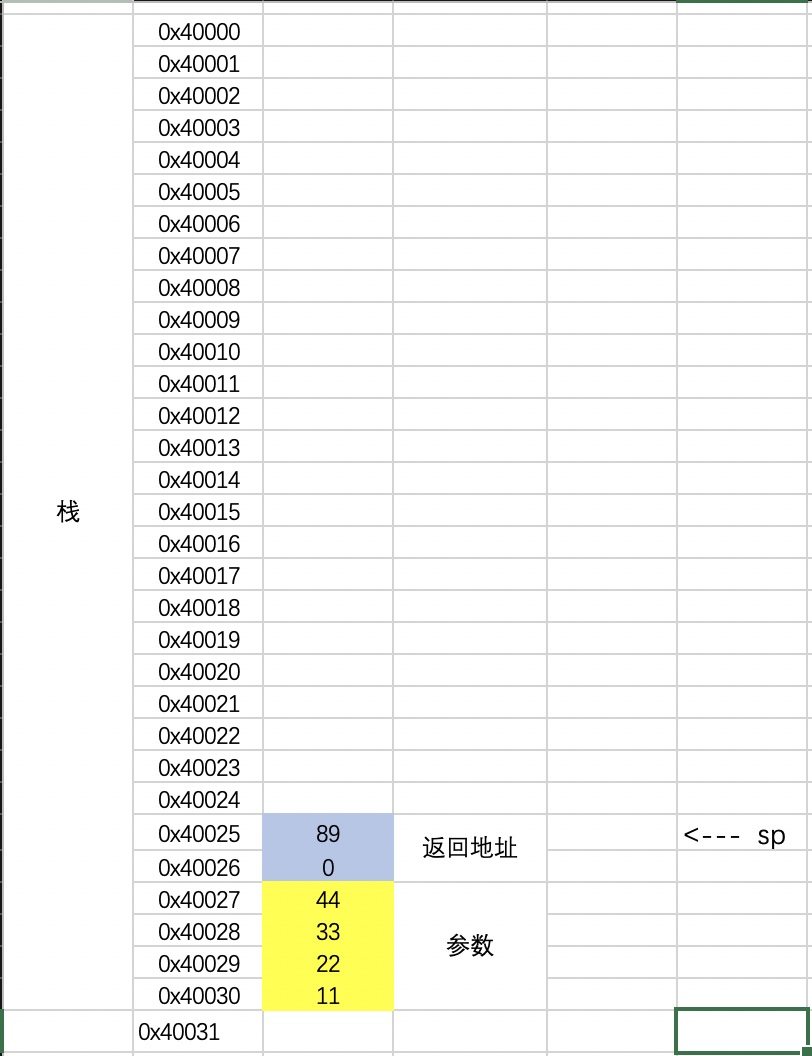 0x40000
0x40001
0x40002
0x40003
0x40004
0x40005
0x40006
0x40007
0x40008
0x40009
0x40010
0x40011
0x40012
0x40013
0x40014
栈 0x40015
0x40016
0x40017
0x40018
0x40019
0x40020
0x40021
0x40022
0x40023
0x40024
0x40025 89 返回地址 <--- sp
0x40026 0
0x40027 44
0x40028 33 参数
0x40029 22
0x40030 11
0x40031